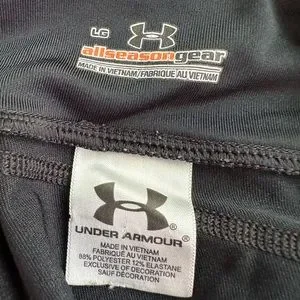 LG
allseasongear
MADE IN VIETNAM/FABRIQUE AU VIETNAM
UNDER ARMOUR®
MADE IN VIETNAM
FABRIQUÉ AU VIETNAM
88% POLYESTER 12% ELASTANE
EXCLUSIVE OF DECORATION
SAUF DECORATION